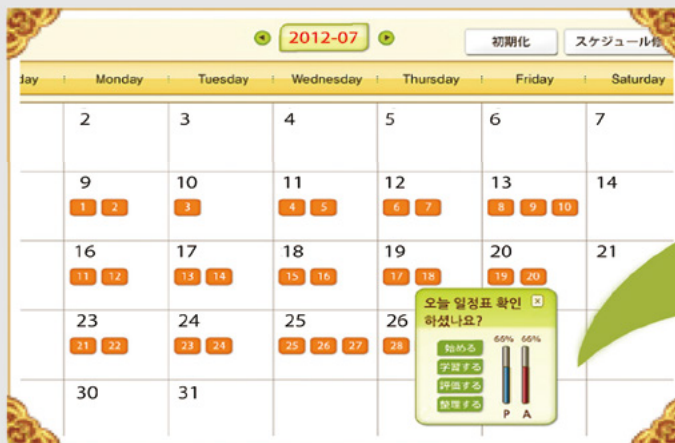 2012-07
初期化 スケジュール
day Monday Tuesday Wednesday Thursday Friday Saturday
2 3 4 5 6 7
9 10 11 12 13 14
1 2 3 4 5 6 7 8 9 10
16 17 18 19 20 21
11 12 13 14 15 16 17 18 19 20
오늘 일정표 확인
하셨나요?
23 24 25 26
21 22 23 24 25 26 27 28
始める 66% 66%
学習する
評価する
整理する
P A
30 31